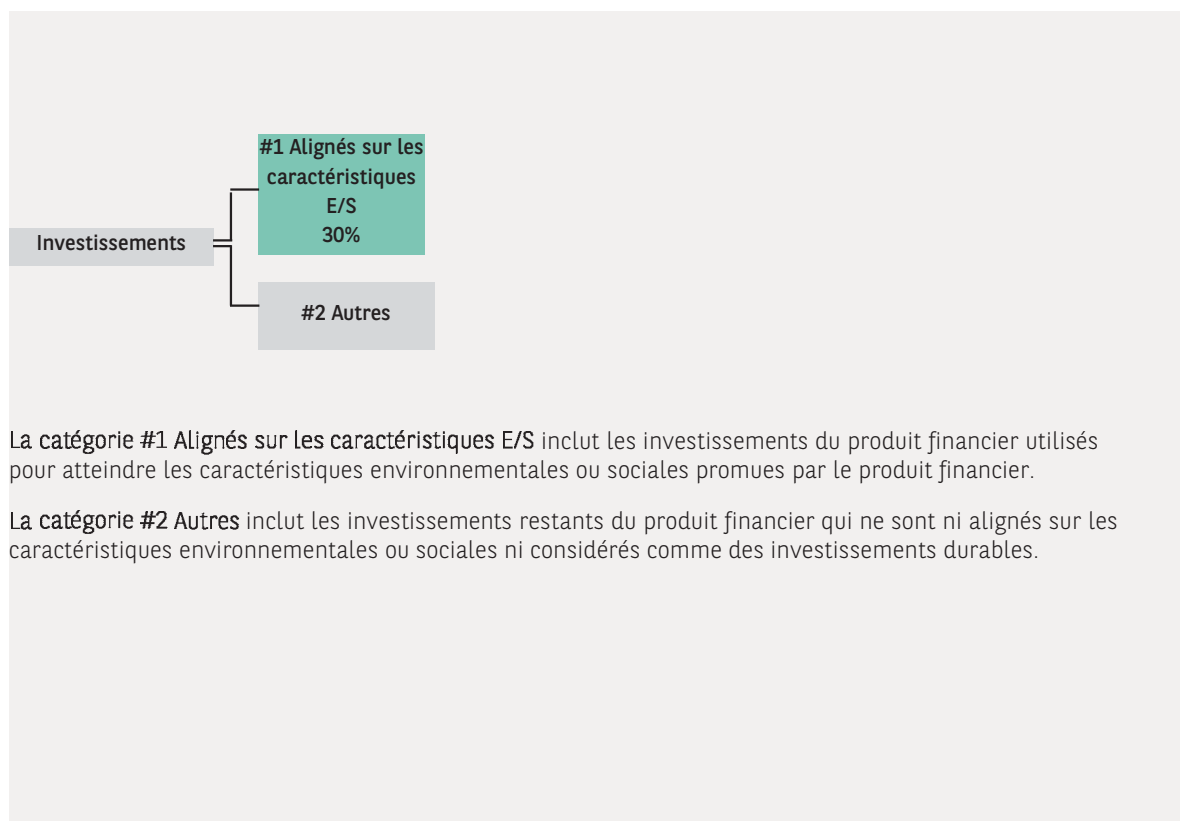 #1 Alignés sur les
caractéristiques
E/S
30%
Investissements
#2 Autres
La catégorie #1 Alignés sur les caractéristiques E/S inclut les investissements du produit financier utilisés
pour atteindre les caractéristiques environnementales ou sociales promues par le produit financier.
La catégorie #2 Autres inclut les investissements restants du produit financier qui ne sont ni alignés sur les
caractéristiques environnementales ou sociales ni considérés comme des investissements durables.